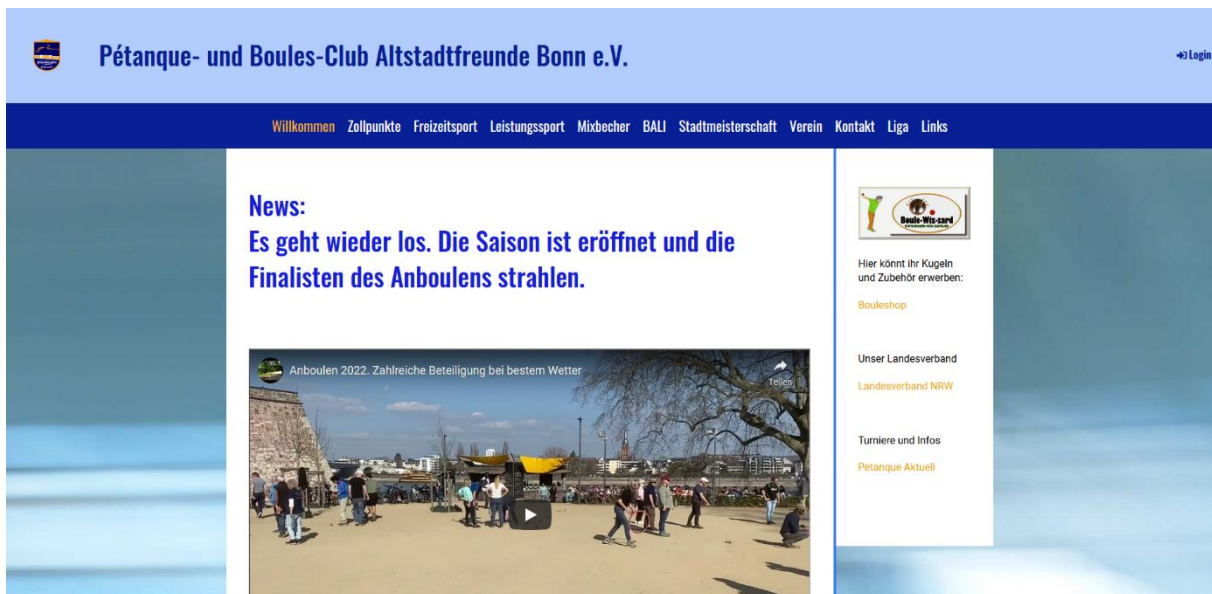 Pétanque- und Boules-Club Altstadtfreunde Bonn e.V.
Login
Willkommen Zollpunkte Freizeitsport Leistungssport Mixbecher BALI Stadtmeisterschaft Verein Kontakt Liga Links
News:
Es geht wieder los. Die Saison ist eröffnet und die
Finalisten des Anboulens strahlen.
Anboulen 2022. Zahlreiche Beteiligung bei bestem Wetter
Teilen
Boule-Wiz-zard
Hier könnt ihr Kugeln
und Zubehör erwerben:
Bouleshop
Unser Landesverband
Landesverband NRW
Turniere und Infos
Petanque Aktuell